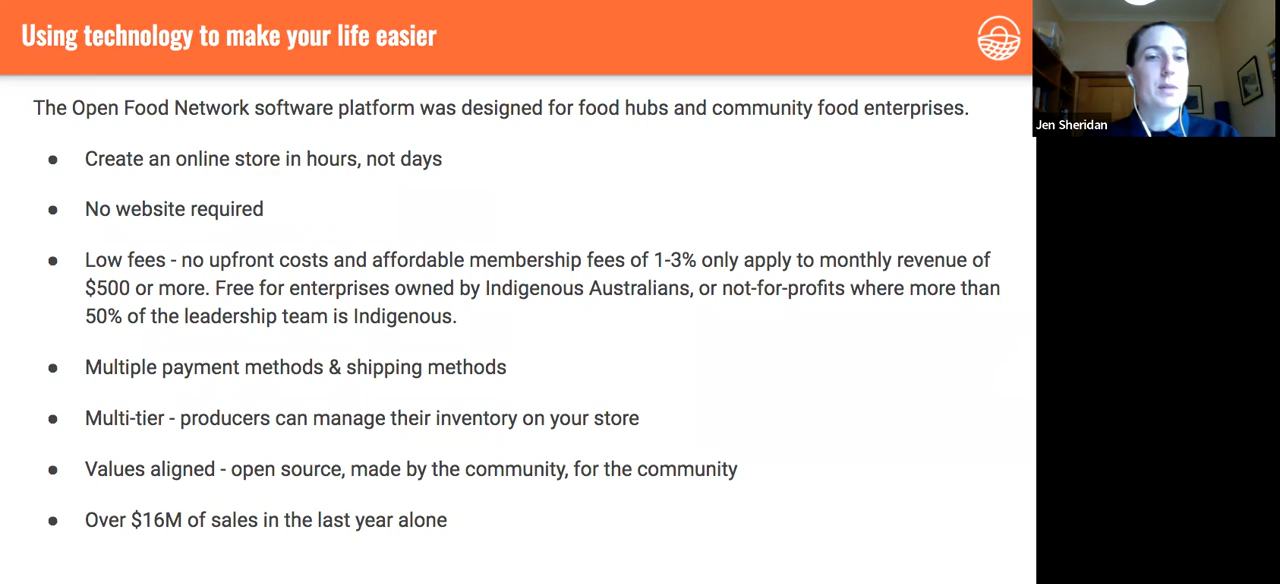 Using technology to make your life easier
Jen Sheridan
The Open Food Network software platform was designed for food hubs and community food enterprises.
● Create an online store in hours, not days
● No website required
● Low fees - no upfront costs and affordable membership fees of 1-3% only apply to monthly revenue of
$500 or more. Free for enterprises owned by Indigenous Australians, or not-for-profits where more than
50% of the leadership team is Indigenous.
● Multiple payment methods & shipping methods
● Multi-tier - producers can manage their inventory on your store
● Values aligned - open source, made by the community, for the community
● Over $16M of sales in the last year alone